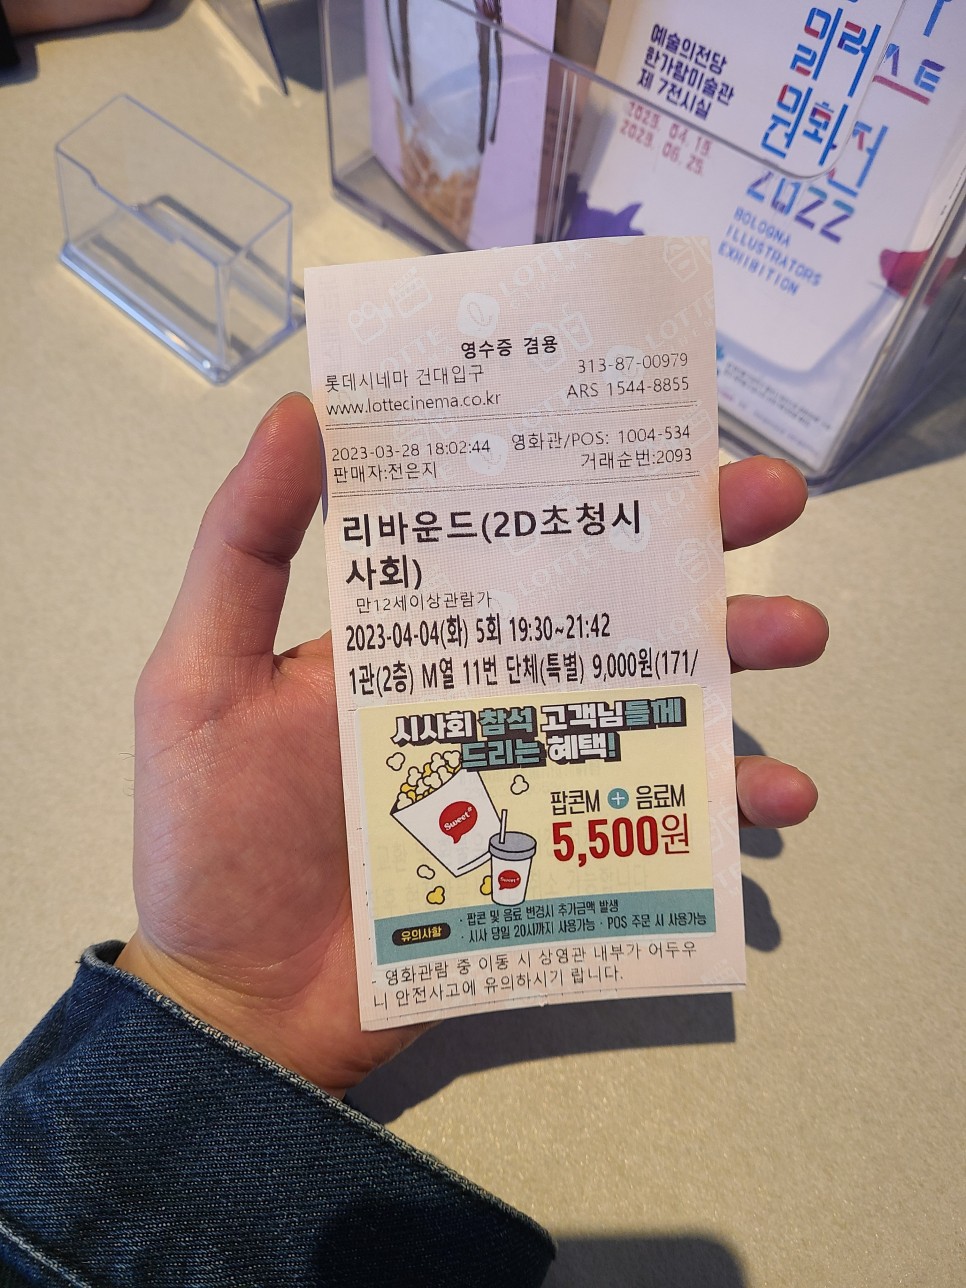 예술의전당
한가람미술관
제 7전시실
2023. 04. 19.
2023. 06. 25.
2022
BOLOGNA
ILLUSTRATORS
EXHIBITION
영수증 겸용
롯데시네마 건대입구 313-87-00979
www.lottecinema.co.kr ARS 1544-8855
2023-03-28 18:02:44 영화관/POS: 1004-534
판매자:전은지 거래순번:2093
리바운드(2D초청시
사회)
만12세이상관람가
2023-04-04(화) 5회 19:30~21:42
1관(2층) M열 11번 단체(특별) 9,000원(171/
시사회 참석 고객님들께
드리는 혜택!
팝콘M + 음료M
5,500원
Sweet
Sweet
유의사항
· 팝콘 및 음료 변경시 추가금액 발생
· 시사 당일 20시까지 사용가능 · POS 주문 시 사용가능
- 영화관람 중 이동 시 상영관 내부가 어두우
니 안전사고에 유의하시기 랍니다.